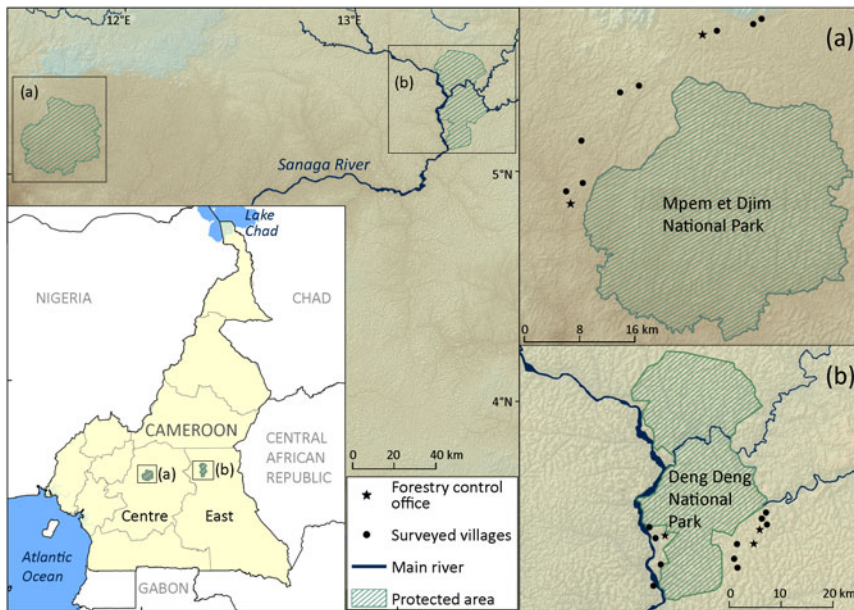 12°E
13°E
(a)
(b)
Sanaga River
5°N
4°N
Lake
Chad
NIGERIA
CHAD
CAMEROON
CENTRAL
AFRICAN
REPUBLIC
(a)
(b)
Centre
East
Atlantic
Ocean
GABON
0
20
40 km
Forestry control
office
Surveyed villages
Main river
Protected area
(a)
Mpem et Djim
National Park
0
8
16 km
(b)
Deng Deng
National
Park
0
10
20 km